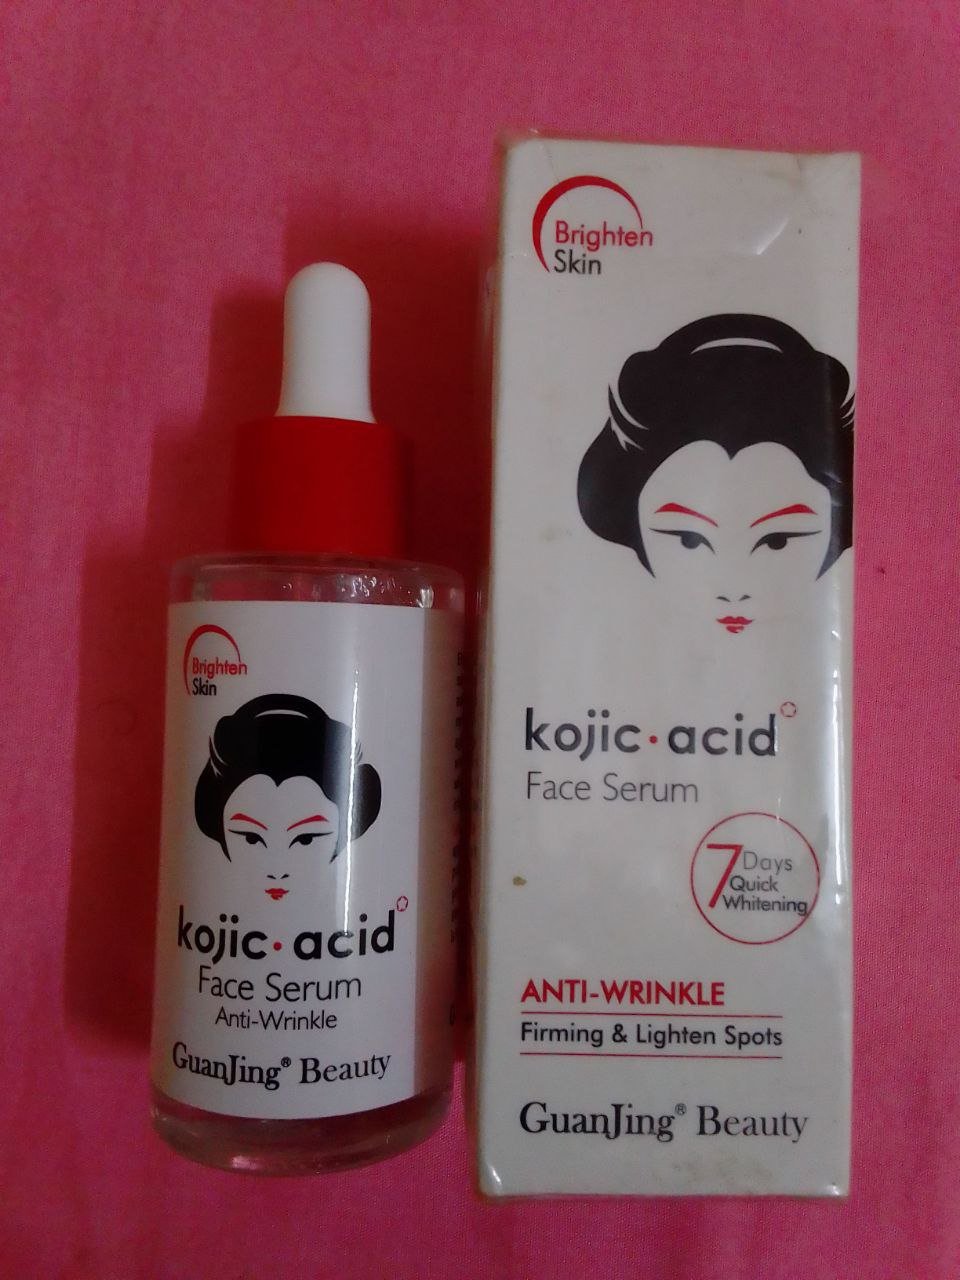 Brighten
Skin
kojic·acid
Face Serum
Anti-Wrinkle
GuanJing® Beauty
Brighten
Skin
kojic·acid
Face Serum
7 Days
Quick
Whitening
ANTI-WRINKLE
Firming & Lighten Spots
GuanJing® Beauty